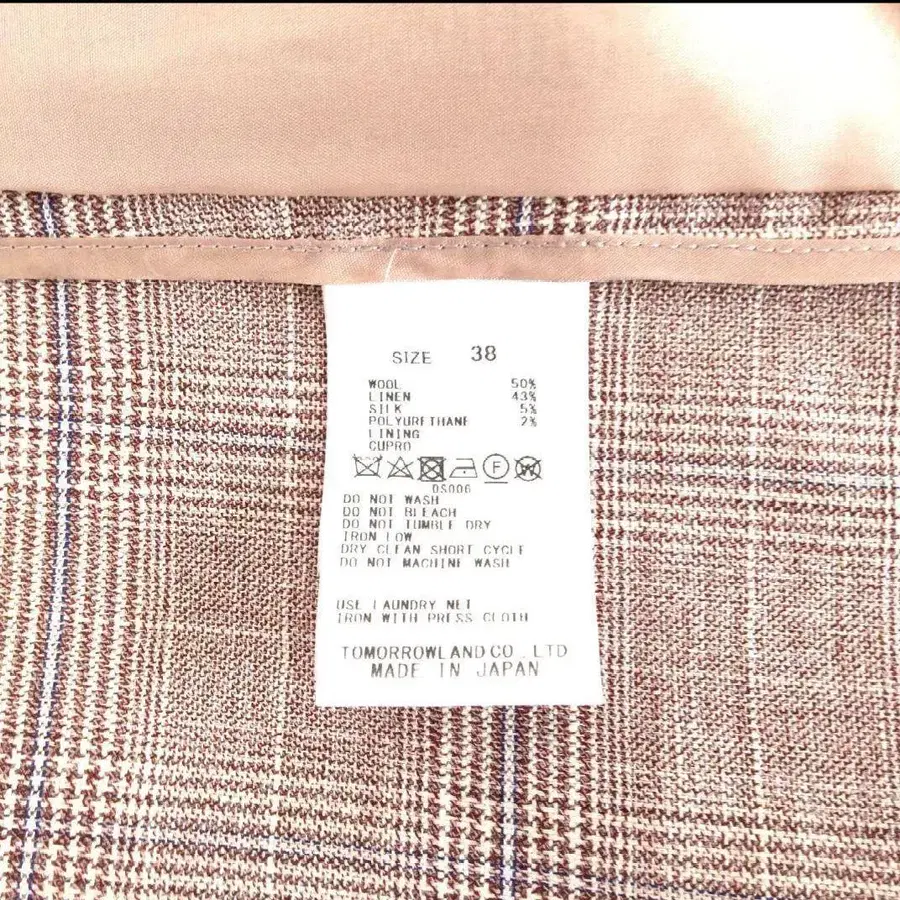 SIZE 38
WOOL 50%
LINEN 43%
SILK 5%
POLYURETHANE 2%
LINING
CUPRO
F W
DS006
DO NOT WASH
DO NOT BLEACH
DO NOT TUMBLE DRY
IRON LOW
DRY CLEAN SHORT CYCLE
DO NOT MACHINE WASH
USE LAUNDRY NET
IRON WITH PRESS CLOTH
TOMORROWLAND CO., LTD
MADE IN JAPAN